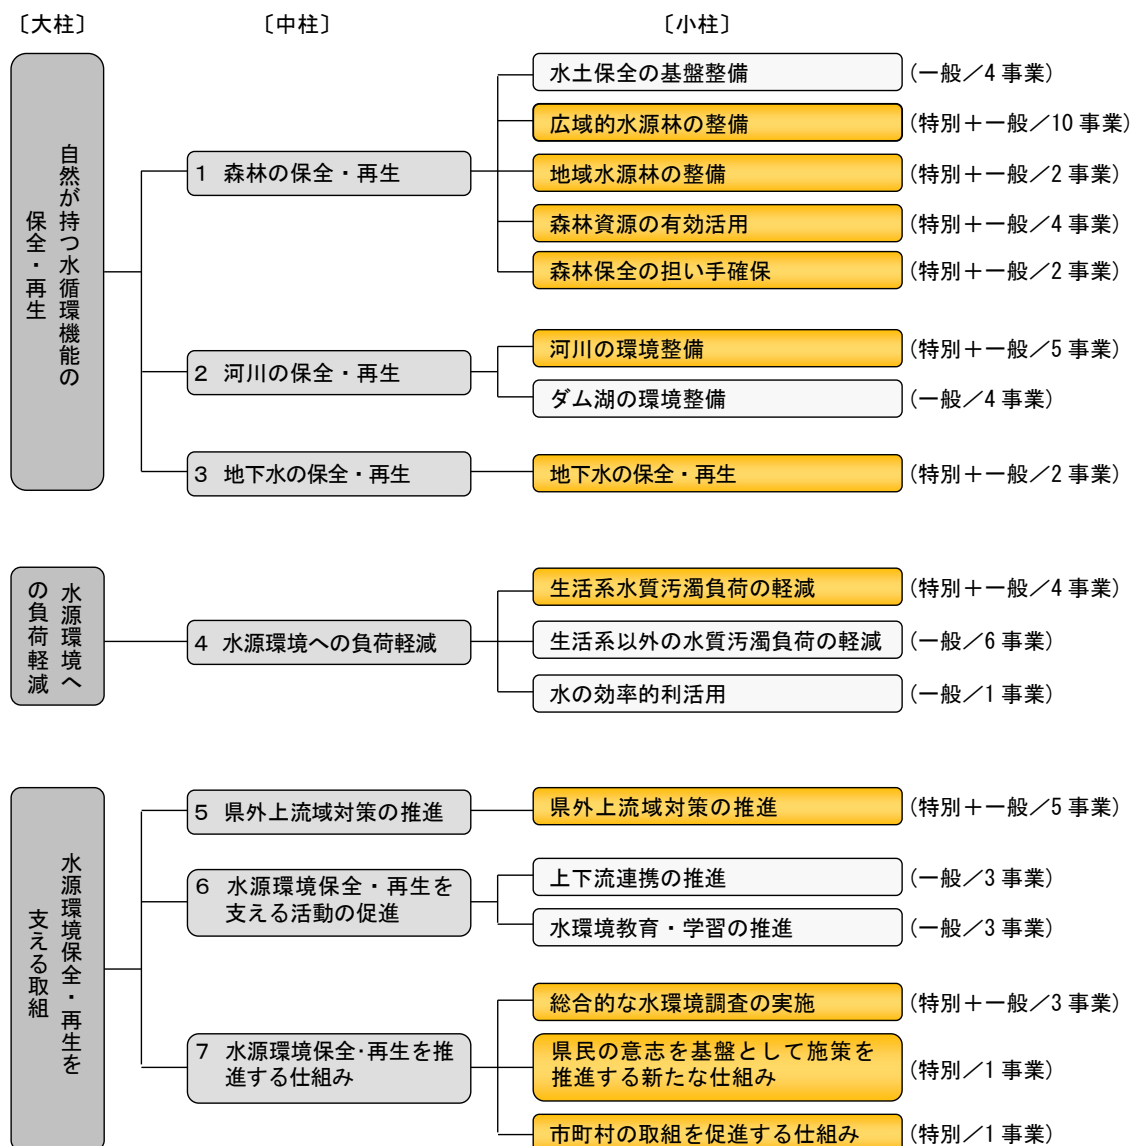 〔大柱〕
〔中柱〕
〔小柱〕
自然が持つ水循環機能の
保全・再生
1 森林の保全・再生
水土保全の基盤整備
(一般／4 事業)
広域的水源林の整備
(特別＋一般／10 事業)
地域水源林の整備
(特別＋一般／2 事業)
森林資源の有効活用
(特別＋一般／4 事業)
森林保全の担い手確保
(特別＋一般／2 事業)
2 河川の保全・再生
河川の環境整備
(特別＋一般／5 事業)
ダム湖の環境整備
(一般／4 事業)
3 地下水の保全・再生
地下水の保全・再生
(特別＋一般／2 事業)
水源環境へ
の負荷軽減
4 水源環境への負荷軽減
生活系水質汚濁負荷の軽減
(特別＋一般／4 事業)
生活系以外の水質汚濁負荷の軽減
(一般／6 事業)
水の効率的利活用
(一般／1 事業)
水源環境保全・再生を
支える取組
5 県外上流域対策の推進
県外上流域対策の推進
(特別＋一般／5 事業)
6 水源環境保全・再生を
支える活動の促進
上下流連携の推進
(一般／3 事業)
水環境教育・学習の推進
(一般／3 事業)
7 水源環境保全･再生を推
進する仕組み
総合的な水環境調査の実施
(特別＋一般／3 事業)
県民の意志を基盤として施策を
推進する新たな仕組み
(特別／1 事業)
市町村の取組を促進する仕組み
(特別／1 事業)